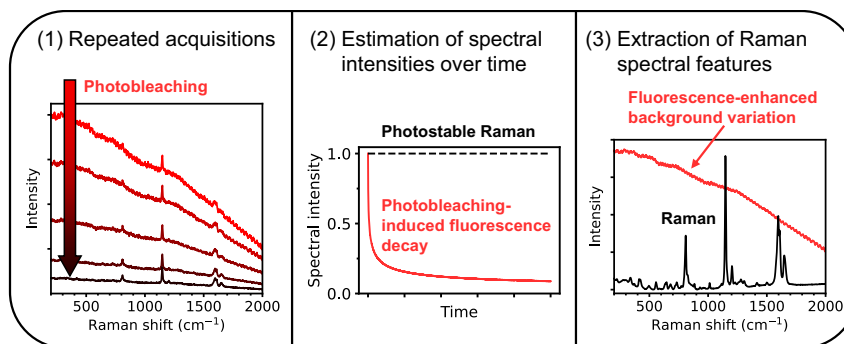 (1) Repeated acquisitions
Photobleaching
Intensity
500
1000
1500
2000
Raman shift (cm⁻¹)
(2) Estimation of spectral
intensities over time
Photostable Raman
1.0
0.5
0.0
Spectral intensity
Photobleaching-
induced fluorescence
decay
Time
(3) Extraction of Raman
spectral features
Fluorescence-enhanced
background variation
Raman
Intensity
500
1000
1500
2000
Raman shift (cm⁻¹)